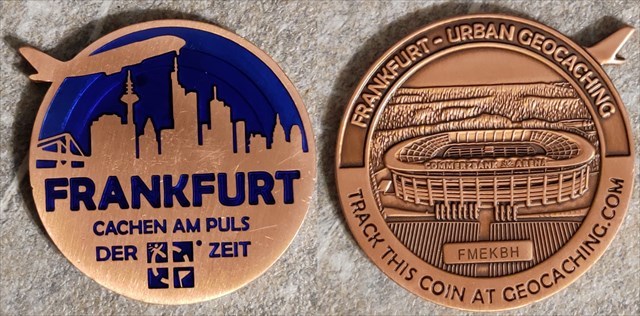 FRANKFURT
CACHEN AM PULS
DER ZEIT
FRANKFURT - URBAN GEOCACHING
COMMERZBANK ARENA
FMEKBH
TRACK THIS COIN AT GEOCACHING.COM